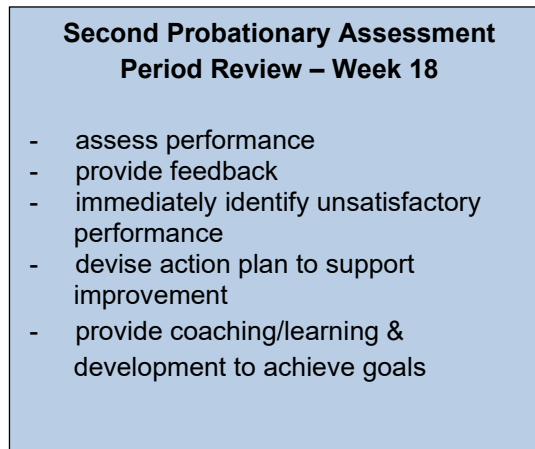 Second Probationary Assessment
Period Review – Week 18
- assess performance
- provide feedback
- immediately identify unsatisfactory
performance
- devise action plan to support
improvement
- provide coaching/learning &
development to achieve goals